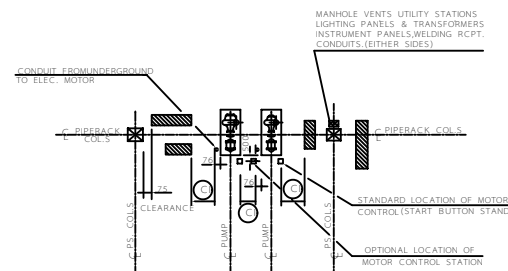 MANHOLE VENTS UTILITY STATIONS
LIGHTING PANELS & TRANSFORMERS
INSTRUMENT PANELS,WELDING RCPT.
CONDUITS.(EITHER SIDES)
CONDUIT FROMUNDERGROUND
TO ELEC. MOTOR
℄ PIPERACK
COL.S
℄ PIPERACK COL.S
500
76
76
75
CLEARANCE
C
C
C
STANDARD LOCATION OF MOTOR
CONTROL (START BUTTON STAND
OPTIONAL LOCATION OF
MOTOR CONTROL STATION
℄ PS. COLS
℄ PUMP
℄ PUMP
℄ PS. COLS